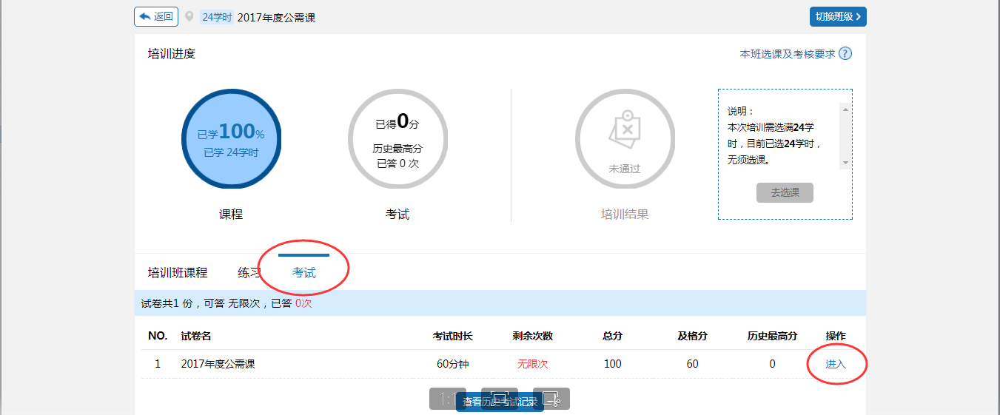 返回 24学时 2017年度公需课 切换班级
培训进度 本班选课及考核要求 ?
已学100%
已学 24学时
课程
已得0分
历史最高分
已答 0 次
考试
未通过
培训结果
说明：
本次培训需选满24学
时，目前已选24学时，
无须选课。
去选课
培训班课程 练习 考试
试卷共1 份，可答 无限次，已答 0次
NO. 试卷名 考试时长 剩余次数 总分 及格分 历史最高分 操作
1 2017年度公需课 60分钟 无限次 100 60 0 进入
1:1 查看历史考试记录